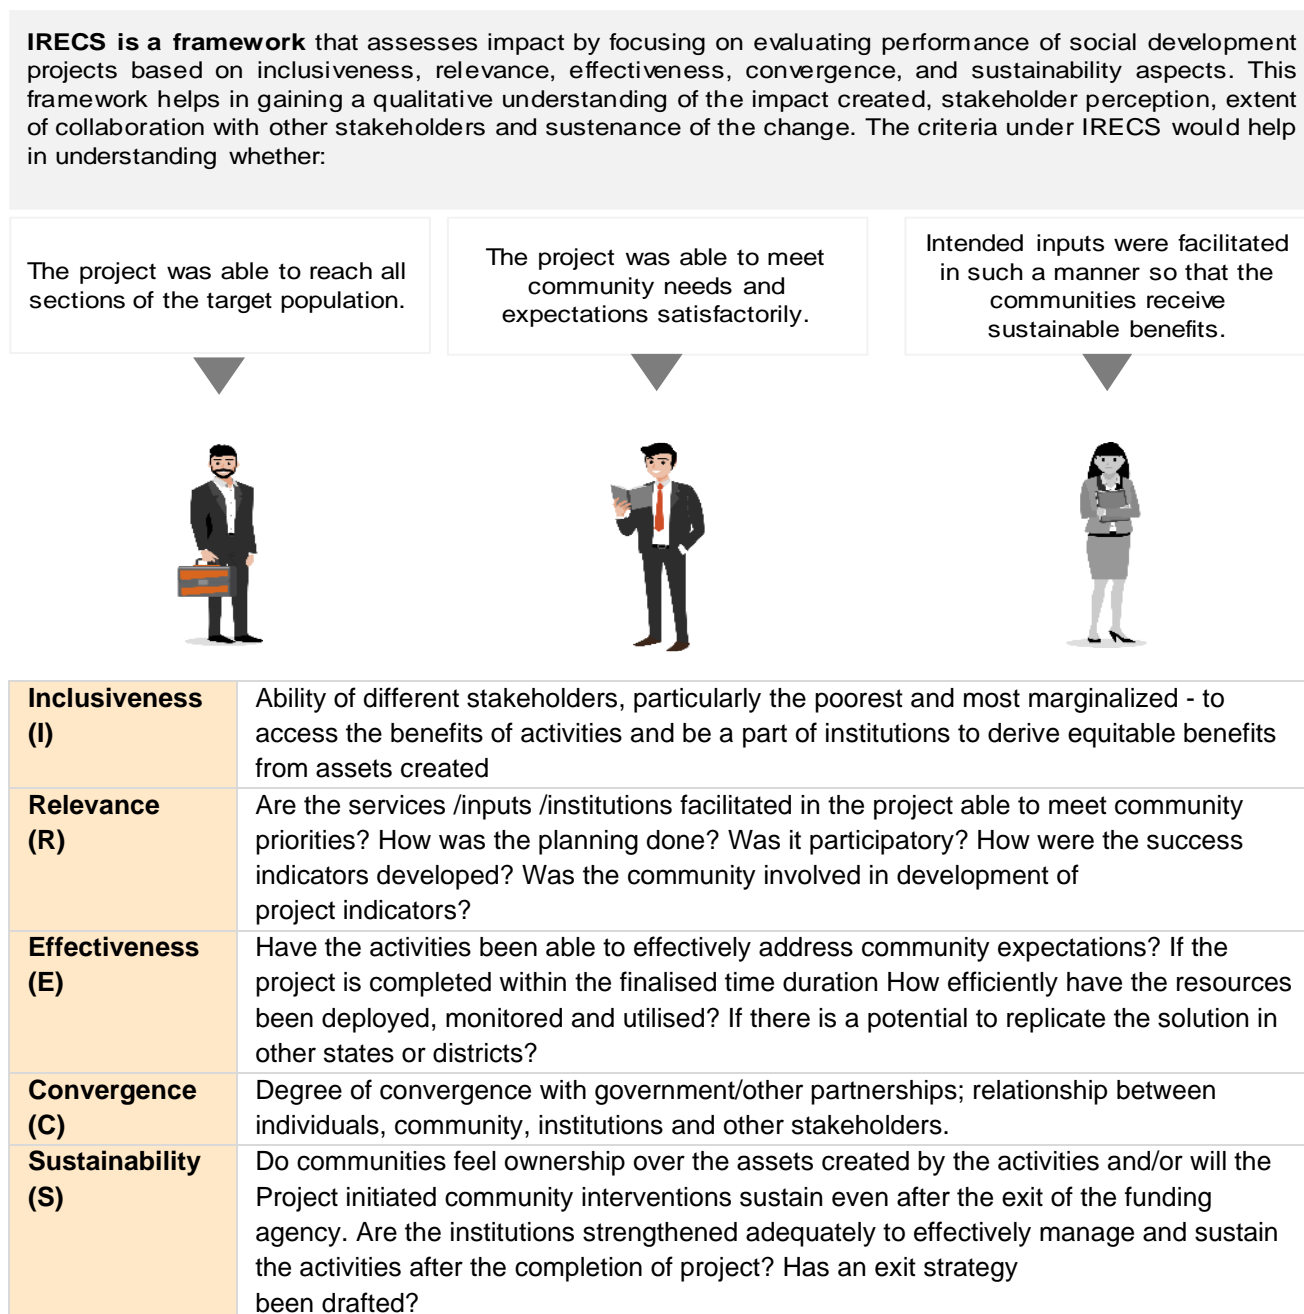 IRECS is a framework that assesses impact by focusing on evaluating performance of social development
projects based on inclusiveness, relevance, effectiveness, convergence, and sustainability aspects. This
framework helps in gaining a qualitative understanding of the impact created, stakeholder perception, extent
of collaboration with other stakeholders and sustenance of the change. The criteria under IRECS would help
in understanding whether:
The project was able to reach all
sections of the target population.
The project was able to meet
community needs and
expectations satisfactorily.
Intended inputs were facilitated
in such a manner so that the
communities receive
sustainable benefits.
Inclusiveness
(I)
Ability of different stakeholders, particularly the poorest and most marginalized - to
access the benefits of activities and be a part of institutions to derive equitable benefits
from assets created
Relevance
(R)
Are the services /inputs /institutions facilitated in the project able to meet community
priorities? How was the planning done? Was it participatory? How were the success
indicators developed? Was the community involved in development of
project indicators?
Effectiveness
(E)
Have the activities been able to effectively address community expectations? If the
project is completed within the finalised time duration How efficiently have the resources
been deployed, monitored and utilised? If there is a potential to replicate the solution in
other states or districts?
Convergence
(C)
Degree of convergence with government/other partnerships; relationship between
individuals, community, institutions and other stakeholders.
Sustainability
(S)
Do communities feel ownership over the assets created by the activities and/or will the
Project initiated community interventions sustain even after the exit of the funding
agency. Are the institutions strengthened adequately to effectively manage and sustain
the activities after the completion of project? Has an exit strategy
been drafted?